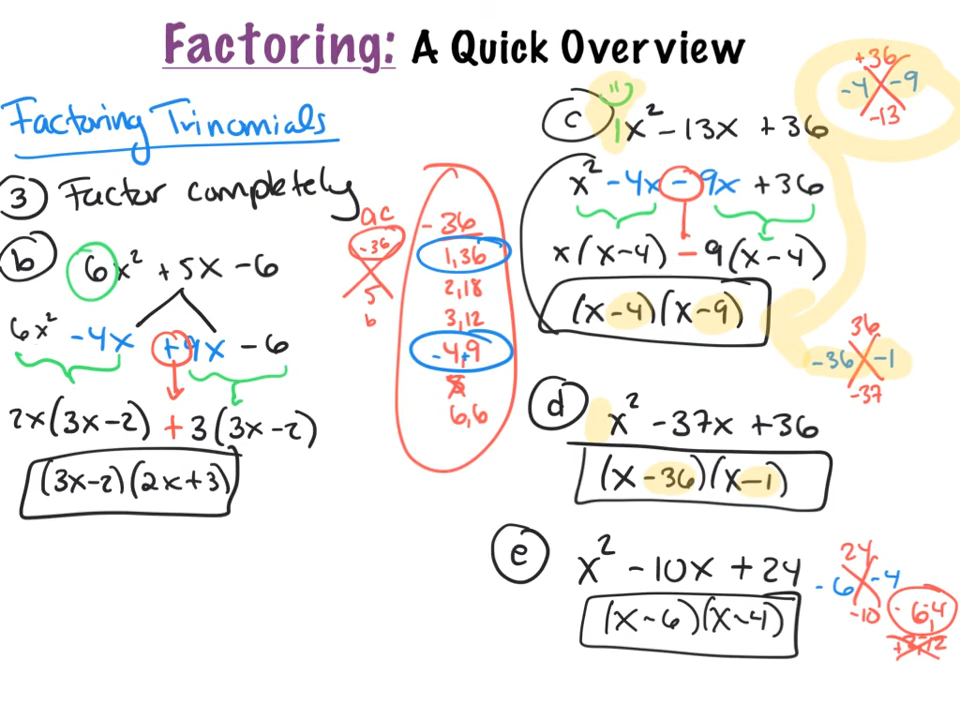 Factoring: A Quick Overview
Factoring Trinomials
③ Factor completely
ⓑ 6x² + 5x - 6
6x² - 4x + 9x - 6
2x(3x-2) + 3(3x-2)
(3x-2)(2x+3)
ac
-36
5
b
-36
1,36
2,18
3,12
-4,+9
6,6
ⓒ 1x² - 13x + 36
x² - 4x - 9x + 36
x(x-4) - 9(x-4)
(x-4)(x-9)
+36
-4 -9
-13
ⓓ x² - 37x + 36
(x-36)(x-1)
36
-36 -1
-37
ⓔ x² - 10x + 24
(x-6)(x-4)
24
-6 -4
-10
-6,4